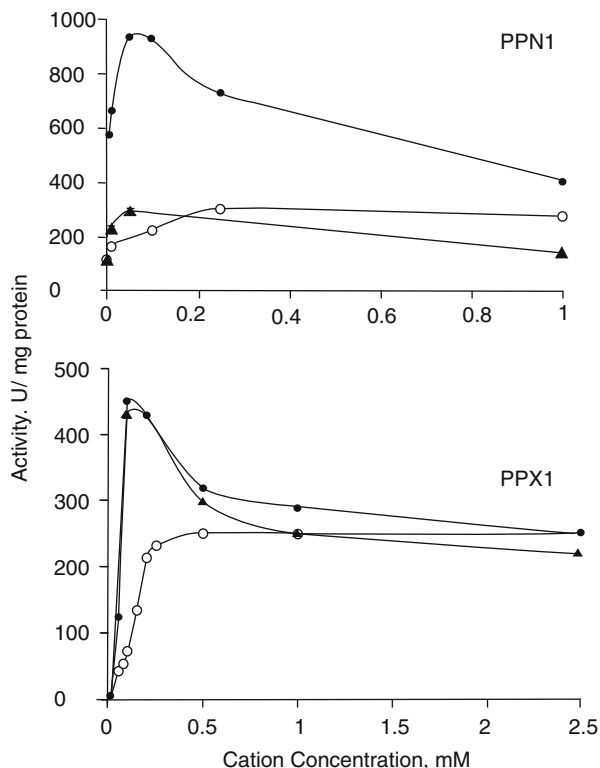 1000
PPN1
800
600
400
200
0
0 0.2 0.4 0.6 0.8 1
Activity. U/ mg protein
500
400
PPX1
300
200
100
0
0 0.5 1 1.5 2 2.5
Cation Concentration, mM